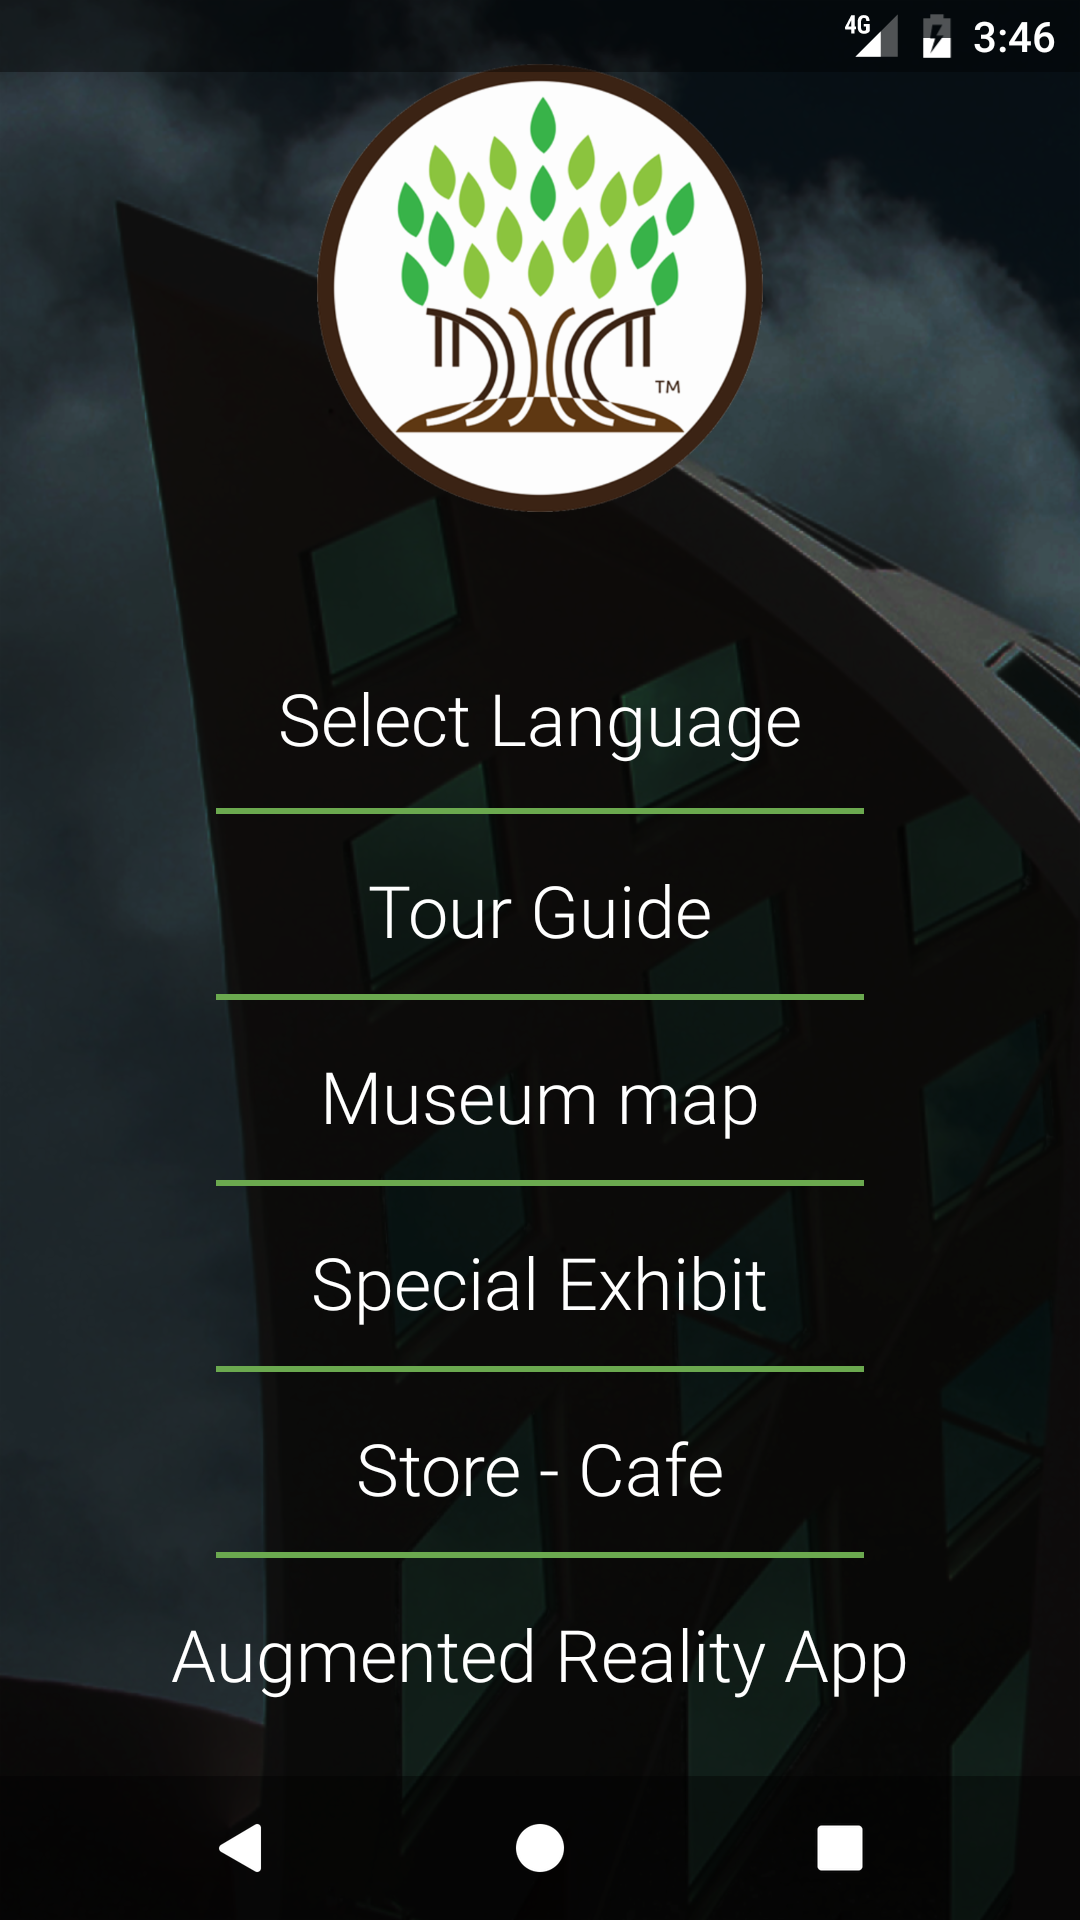 4G 3:46
TM
Select Language
Tour Guide
Museum map
Special Exhibit
Store - Cafe
Augmented Reality App